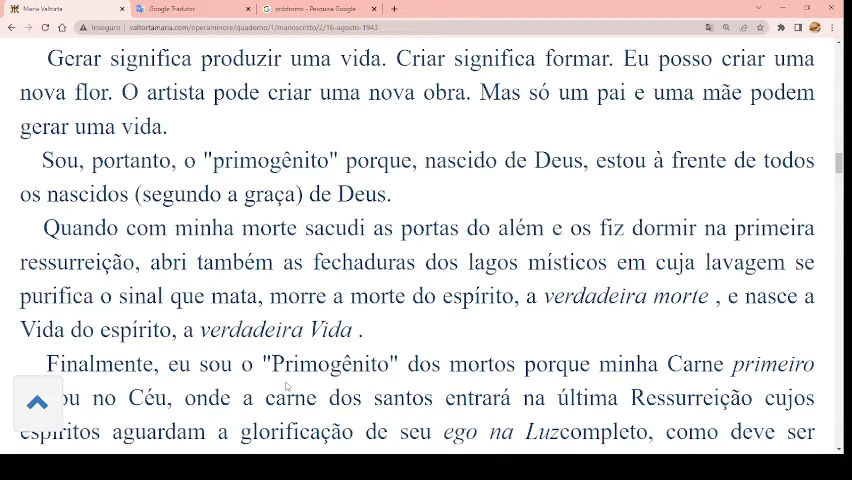 Maria Valtorta
Google Tradutor
pródromo - Pesquisa Google
Inseguro | valtortamaria.com/operaminore/quaderno/1/manoscritto/2/16-agosto-1943
Gerar significa produzir uma vida. Criar significa formar. Eu posso criar uma
nova flor. O artista pode criar uma nova obra. Mas só um pai e uma mãe podem
gerar uma vida.
Sou, portanto, o "primogênito" porque, nascido de Deus, estou à frente de todos
os nascidos (segundo a graça) de Deus.
Quando com minha morte sacudi as portas do além e os fiz dormir na primeira
ressurreição, abri também as fechaduras dos lagos místicos em cuja lavagem se
purifica o sinal que mata, morre a morte do espírito, a verdadeira morte , e nasce a
Vida do espírito, a verdadeira Vida .
Finalmente, eu sou o "Primogênito" dos mortos porque minha Carne primeiro
no Céu, onde a carne dos santos entrará na última Ressurreição cujos
espíritos aguardam a glorificação de seu ego na Luzcompleto, como deve ser